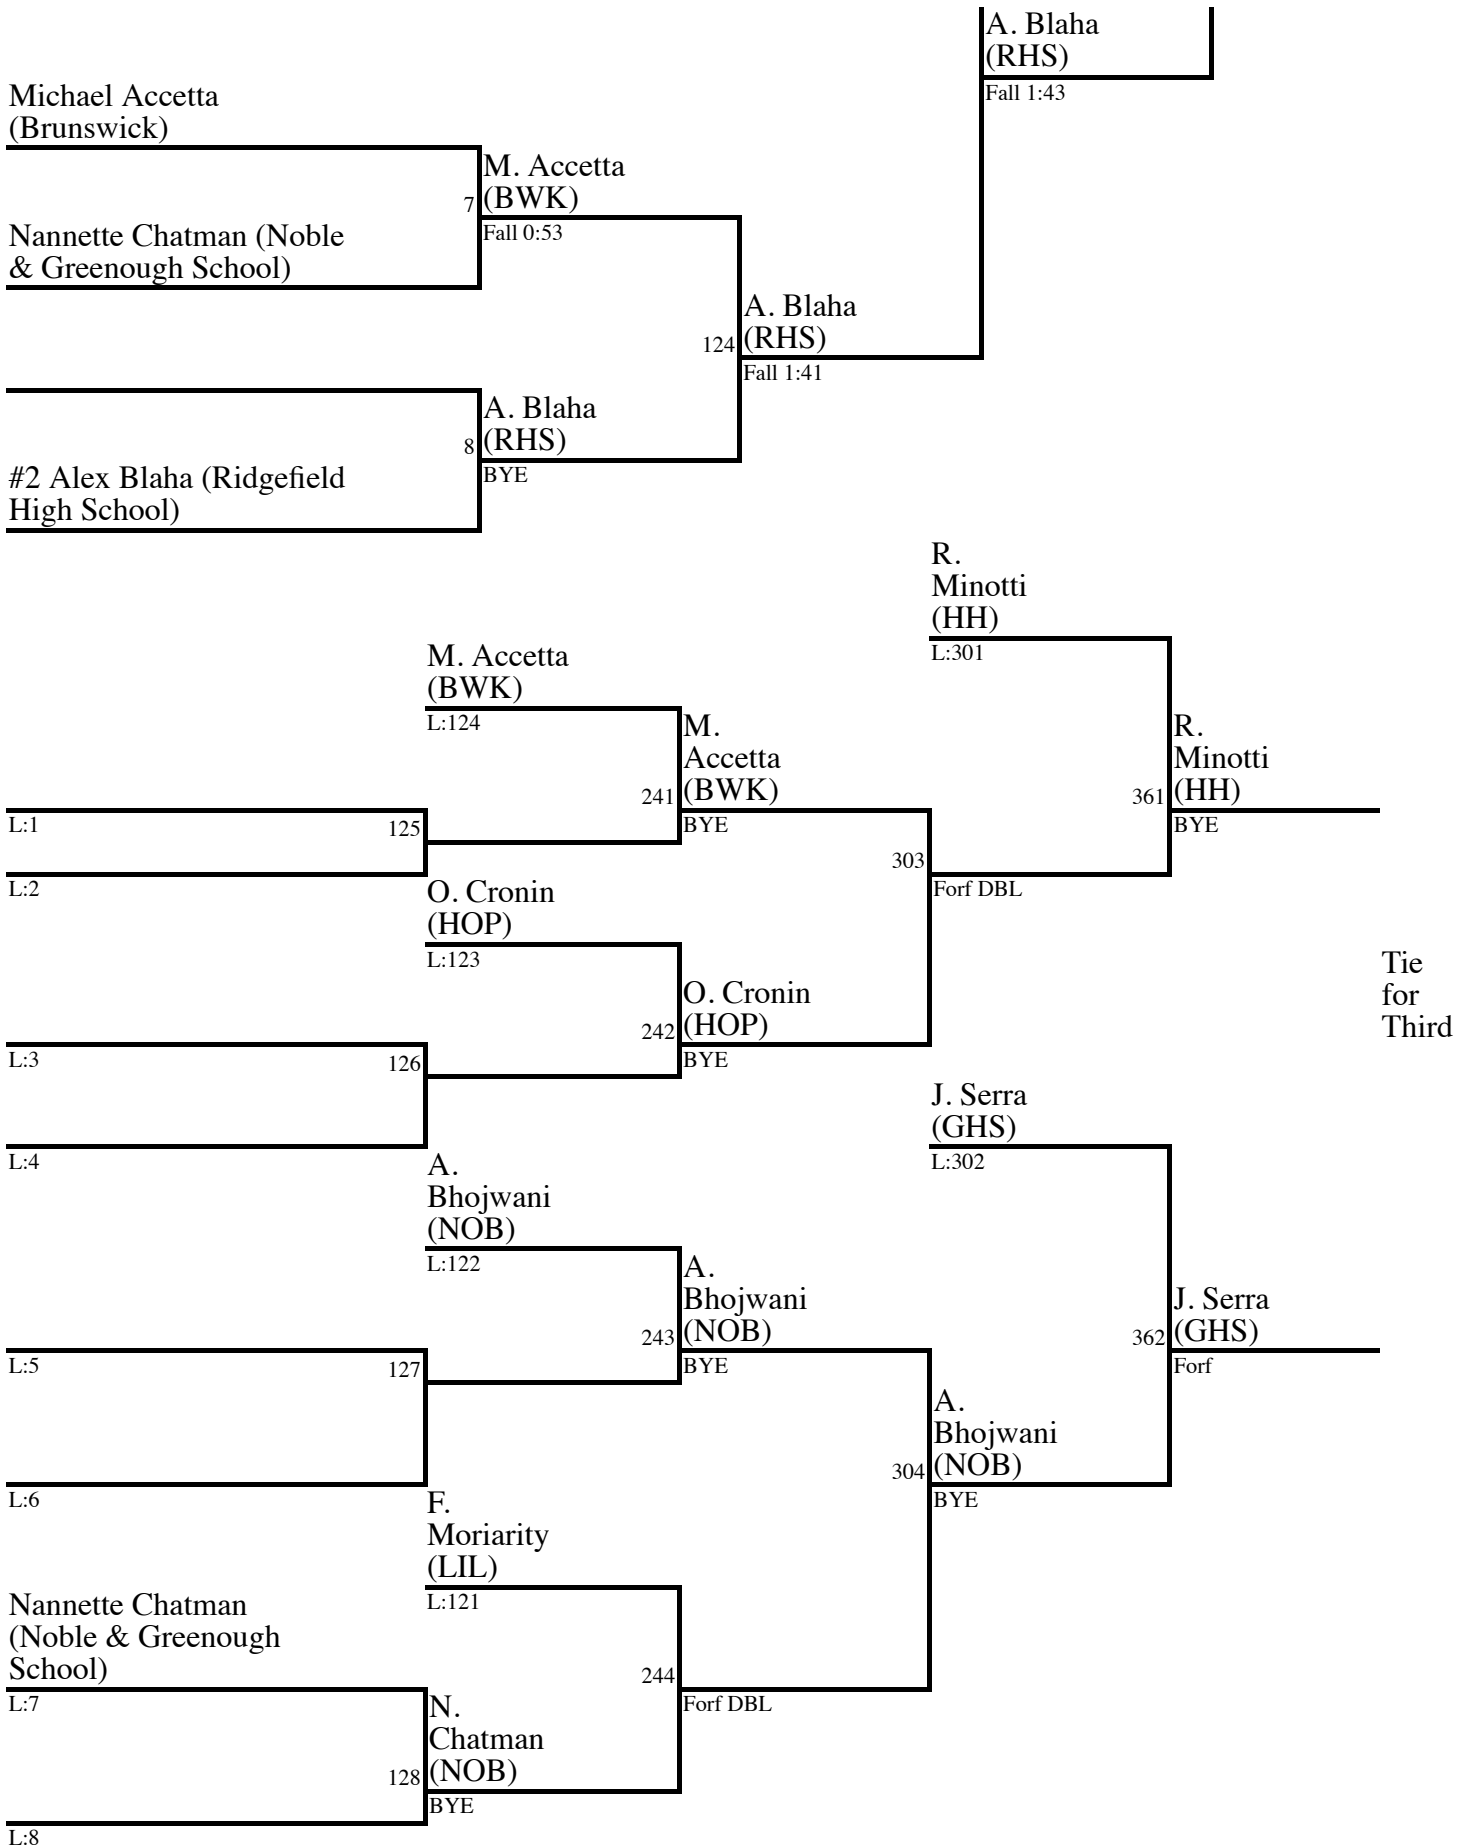 A. Blaha
(RHS)
Fall 1:43
Michael Accetta
(Brunswick)
M. Accetta
(BWK)
7
Fall 0:53
Nannette Chatman (Noble
& Greenough School)
A. Blaha
(RHS)
124
Fall 1:41
A. Blaha
(RHS)
8
BYE
#2 Alex Blaha (Ridgefield
High School)
R.
Minotti
(HH)
L:301
M. Accetta
(BWK)
L:124
M.
Accetta
(BWK)
241
BYE
R.
Minotti
(HH)
361
BYE
L:1
125
L:2
303
Forf DBL
O. Cronin
(HOP)
L:123
O. Cronin
(HOP)
242
BYE
Tie
for
Third
L:3
126
L:4
J. Serra
(GHS)
L:302
A.
Bhojwani
(NOB)
L:122
A.
Bhojwani
(NOB)
243
BYE
J. Serra
(GHS)
362
Forf
L:5
127
L:6
A.
Bhojwani
(NOB)
304
BYE
F.
Moriarity
(LIL)
L:121
Nannette Chatman
(Noble & Greenough
School)
L:7
244
Forf DBL
N.
Chatman
(NOB)
128
BYE
L:8